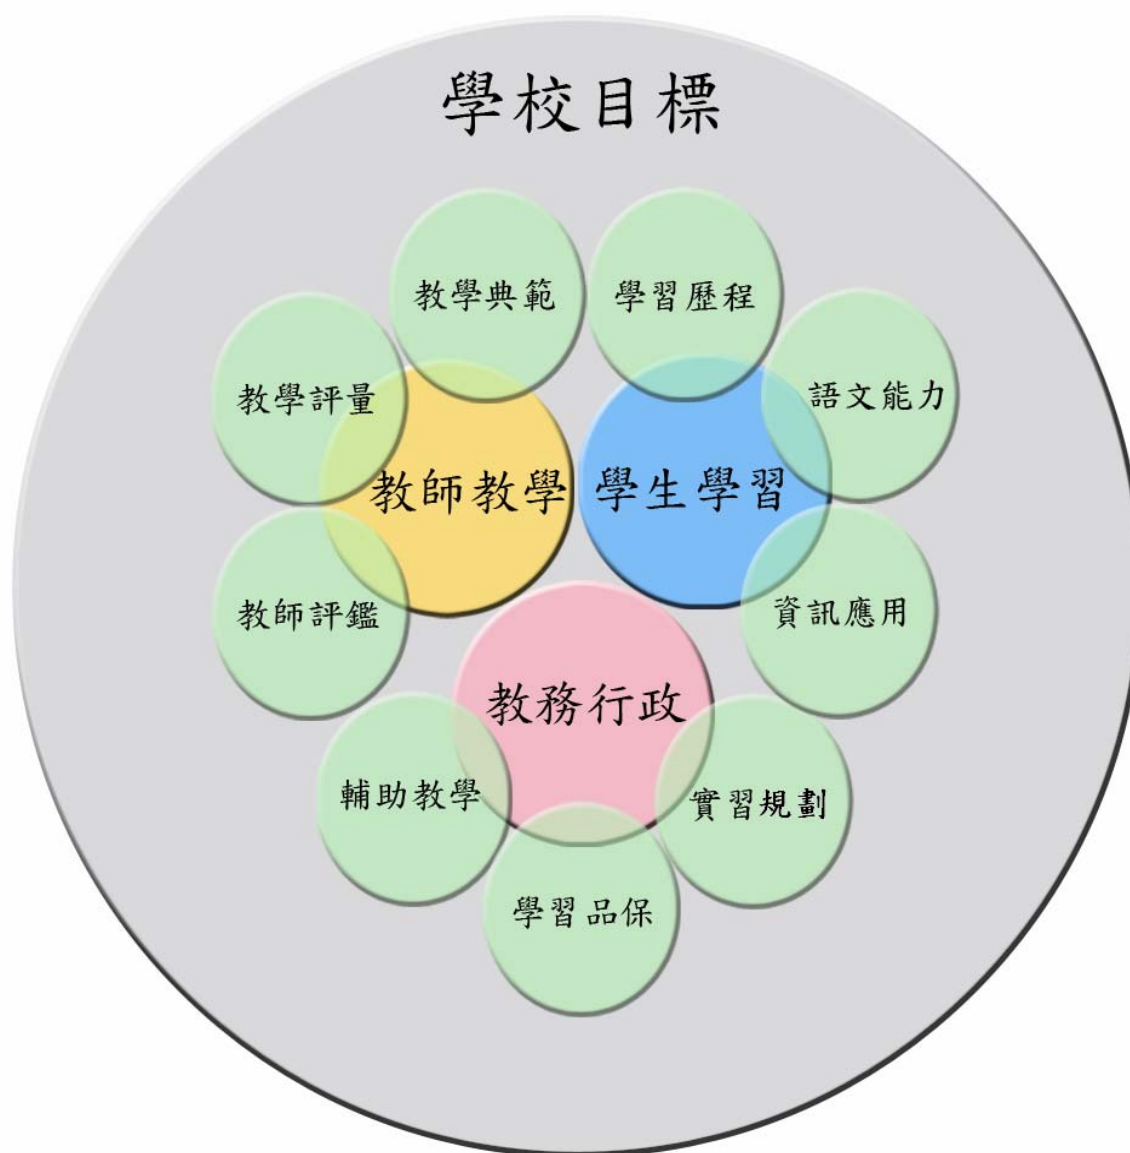 學校目標
教學典範
學習歷程
教學評量
語文能力
教師教學
學生學習
教師評鑑
資訊應用
教務行政
輔助教學
實習規劃
學習品保